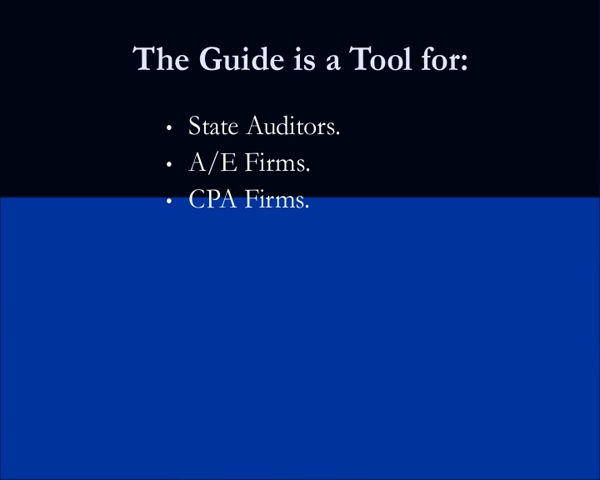 The Guide is a Tool for:
• State Auditors.
• A/E Firms.
• CPA Firms.